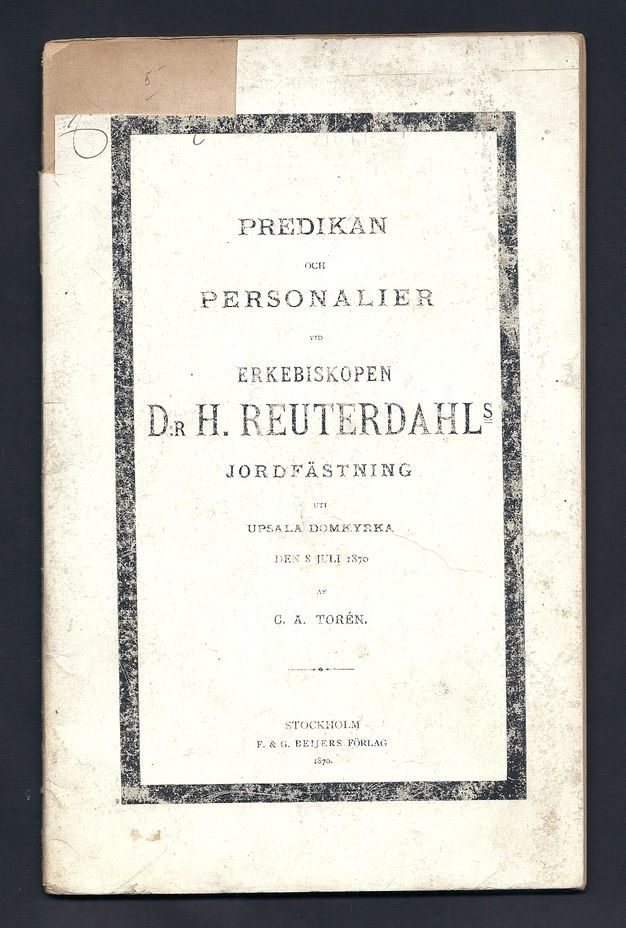 5
PREDIKAN
OCH
PERSONALIER
VID
ERKEBISKOPEN
D:R H. REUTERDAHLS
JORDFÄSTNING
UTI
UPSALA DOMKYRKA
DEN 8 JULI 1870
AF
C. A. TORÉN.
STOCKHOLM
F. & G. BEIJERS FÖRLAG
1870.